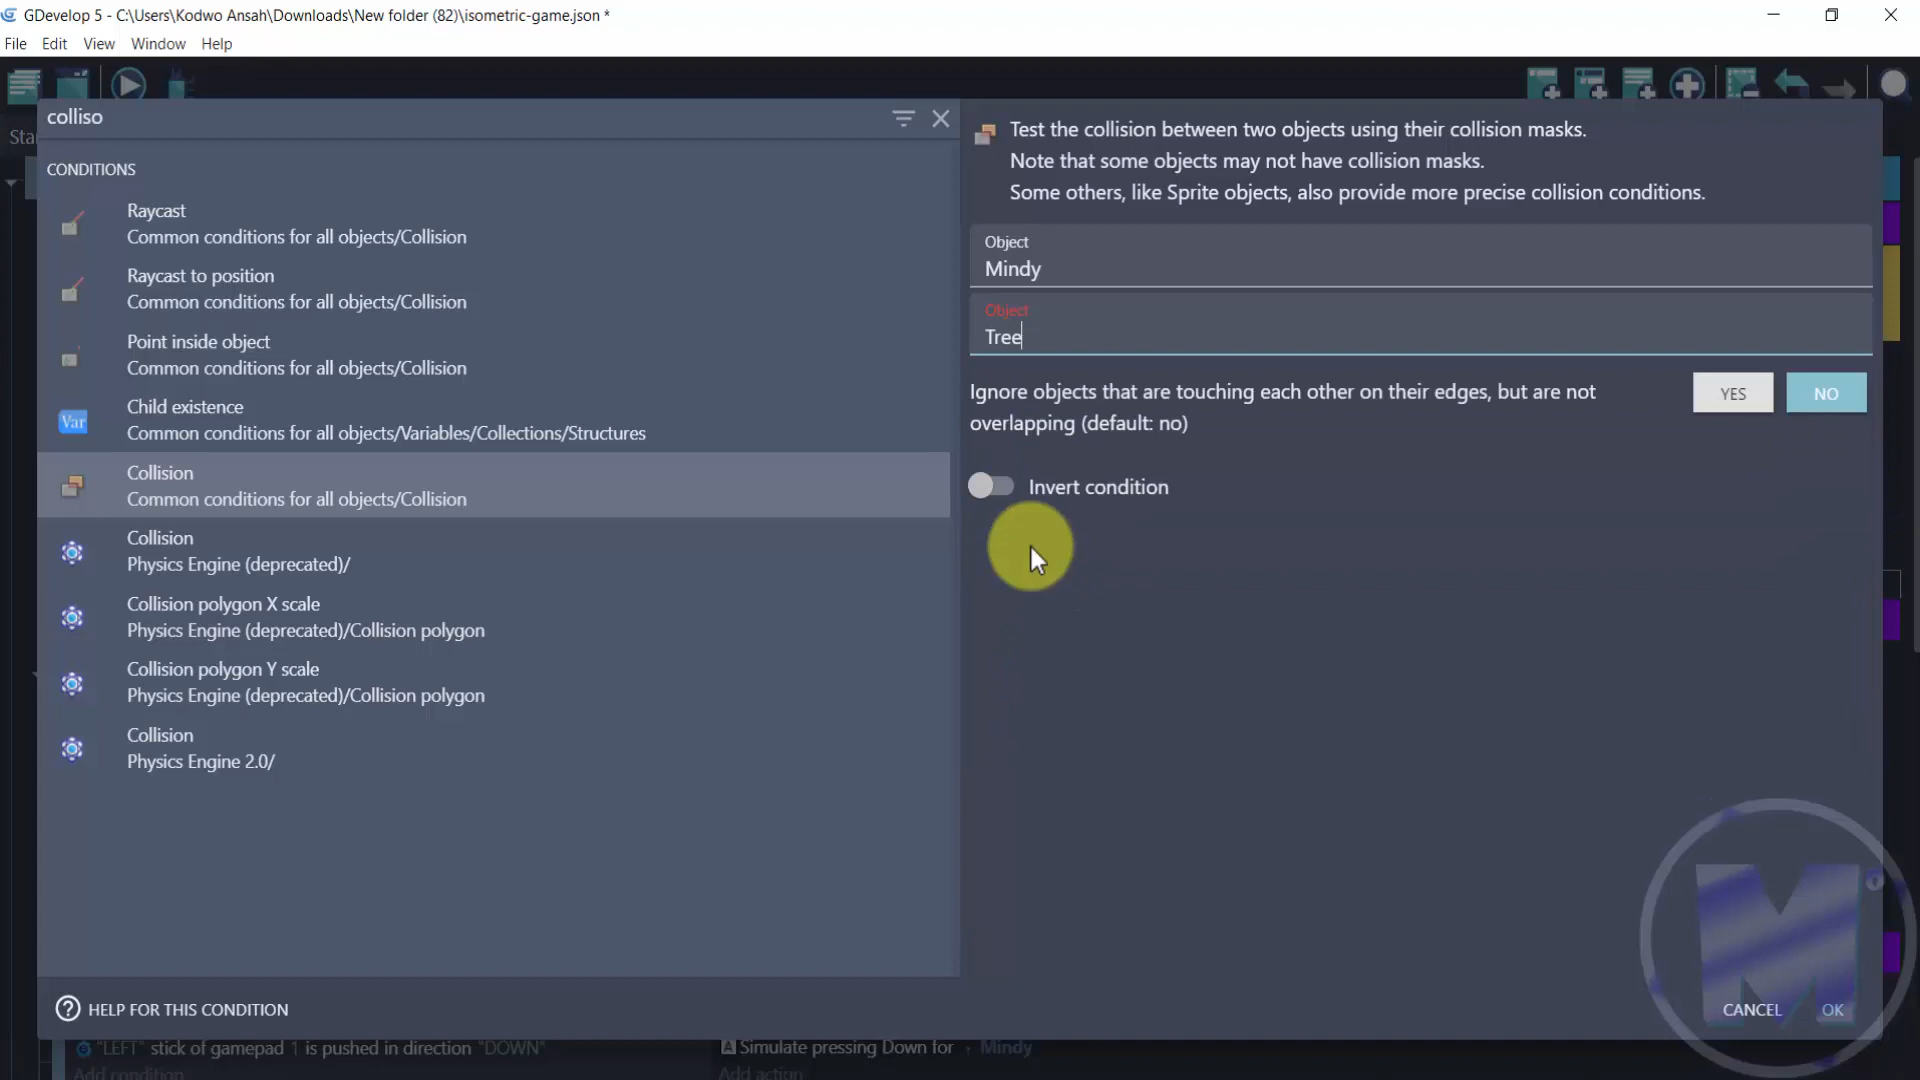 GDevelop 5 - C:\Users\Kodwo Ansah\Downloads\New folder (82)\isometric-game.json *
File Edit View Window Help
Sta
colliso
CONDITIONS
Raycast
Common conditions for all objects/Collision
Raycast to position
Common conditions for all objects/Collision
Point inside object
Common conditions for all objects/Collision
Var
Child existence
Common conditions for all objects/Variables/Collections/Structures
Collision
Common conditions for all objects/Collision
Collision
Physics Engine (deprecated)/
Collision polygon X scale
Physics Engine (deprecated)/Collision polygon
Collision polygon Y scale
Physics Engine (deprecated)/Collision polygon
Collision
Physics Engine 2.0/
Test the collision between two objects using their collision masks.
Note that some objects may not have collision masks.
Some others, like Sprite objects, also provide more precise collision conditions.
Object
Mindy
Object
Tree
Ignore objects that are touching each other on their edges, but are not
overlapping (default: no)
YES NO
Invert condition
M
? HELP FOR THIS CONDITION
CANCEL OK
"LEFT" stick of gamepad 1 is pushed in direction "DOWN"
A Simulate pressing Down for Mindy
Add condition
Add action